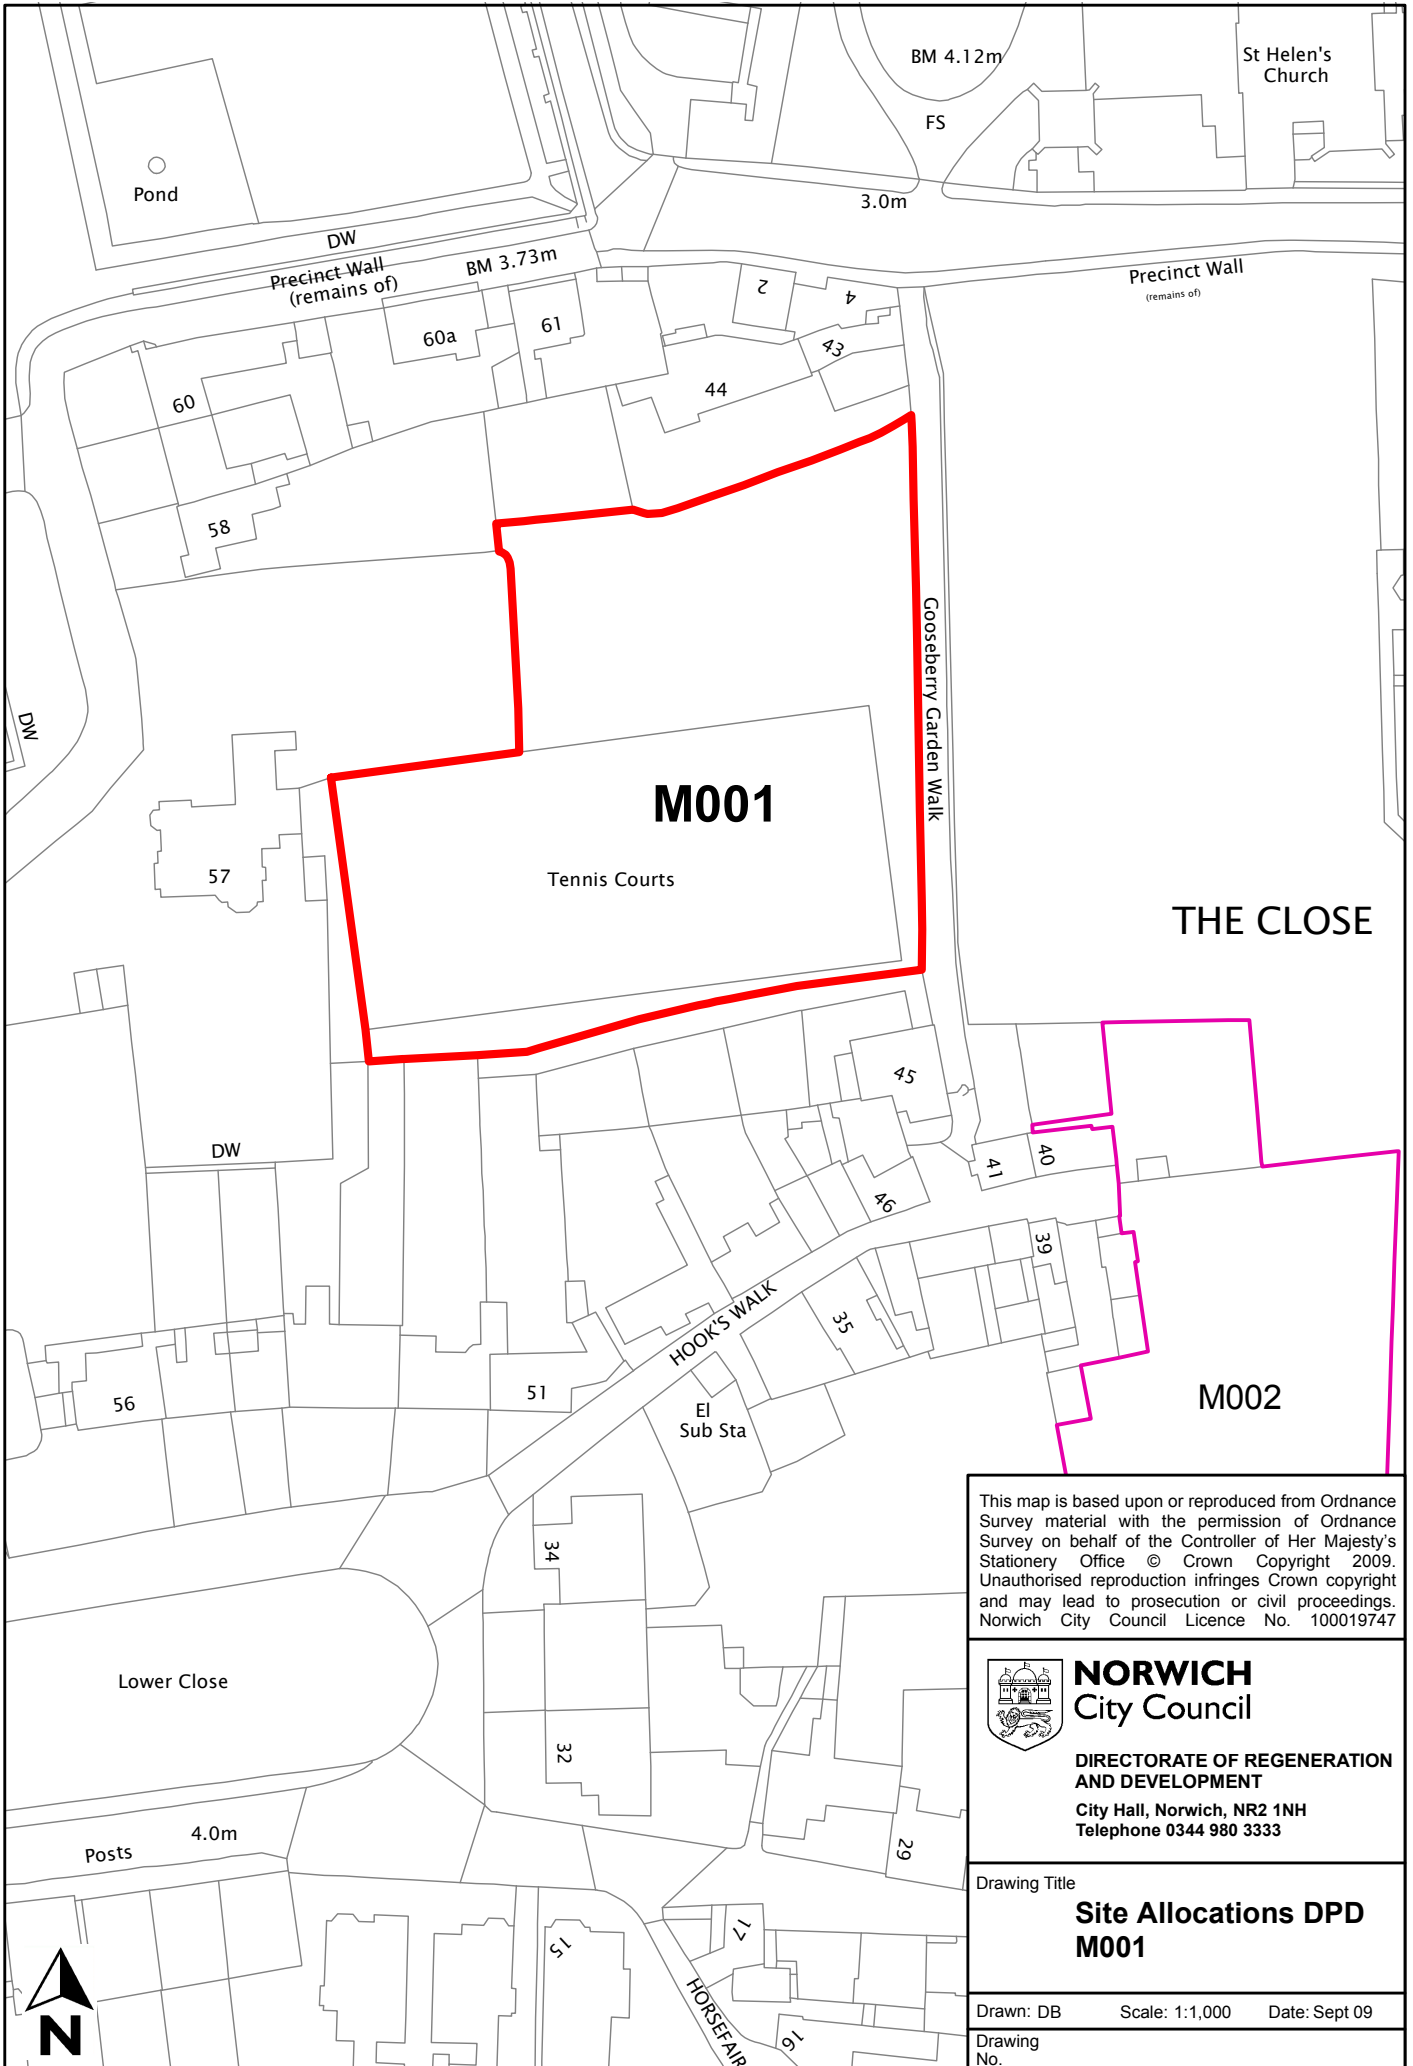 BM 4.12m
St Helen's
Church
FS
Pond
3.0m
DW
Precinct Wall
(remains of)
BM 3.73m
Precinct Wall
(remains of)
2
4
60a
61
43
44
60
58
Gooseberry Garden Walk
DW
M001
57
Tennis Courts
THE CLOSE
45
DW
41
40
46
39
HOOK'S WALK
35
56
51
El
Sub Sta
M002
34
Lower Close
32
4.0m
Posts
29
17
15
HORSEFAIR
16
N
This map is based upon or reproduced from Ordnance
Survey material with the permission of Ordnance
Survey on behalf of the Controller of Her Majesty's
Stationery Office © Crown Copyright 2009.
Unauthorised reproduction infringes Crown copyright
and may lead to prosecution or civil proceedings.
Norwich City Council Licence No. 100019747
NORWICH
City Council
DIRECTORATE OF REGENERATION
AND DEVELOPMENT
City Hall, Norwich, NR2 1NH
Telephone 0344 980 3333
Drawing Title
Site Allocations DPD
M001
Drawn: DB Scale: 1:1,000 Date: Sept 09
Drawing
No.